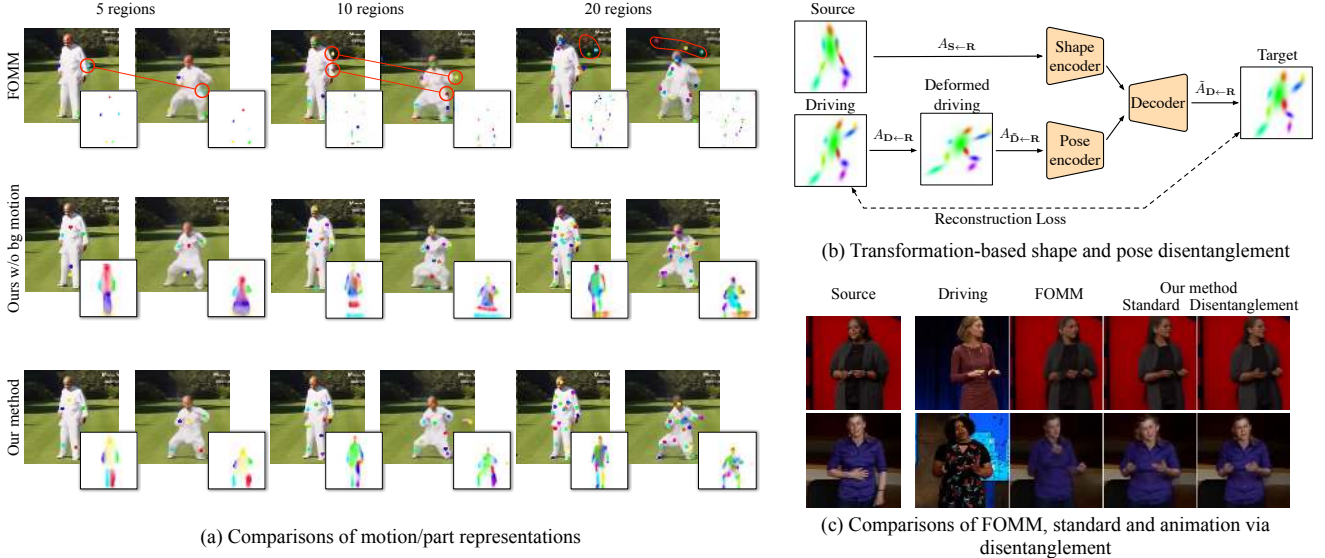 5 regions
10 regions
20 regions
FOMM
Ours w/o bg motion
Our method
(a) Comparisons of motion/part representations
Source
A_{S←R}
Shape
encoder
Target
Driving
Deformed
driving
Decoder
Ã_{D←R}
A_{D←R}
A_{D̃←R}
Pose
encoder
Reconstruction Loss
(b) Transformation-based shape and pose disentanglement
Source
Driving
FOMM
Our method
Standard
Disentanglement
(c) Comparisons of FOMM, standard and animation via
disentanglement